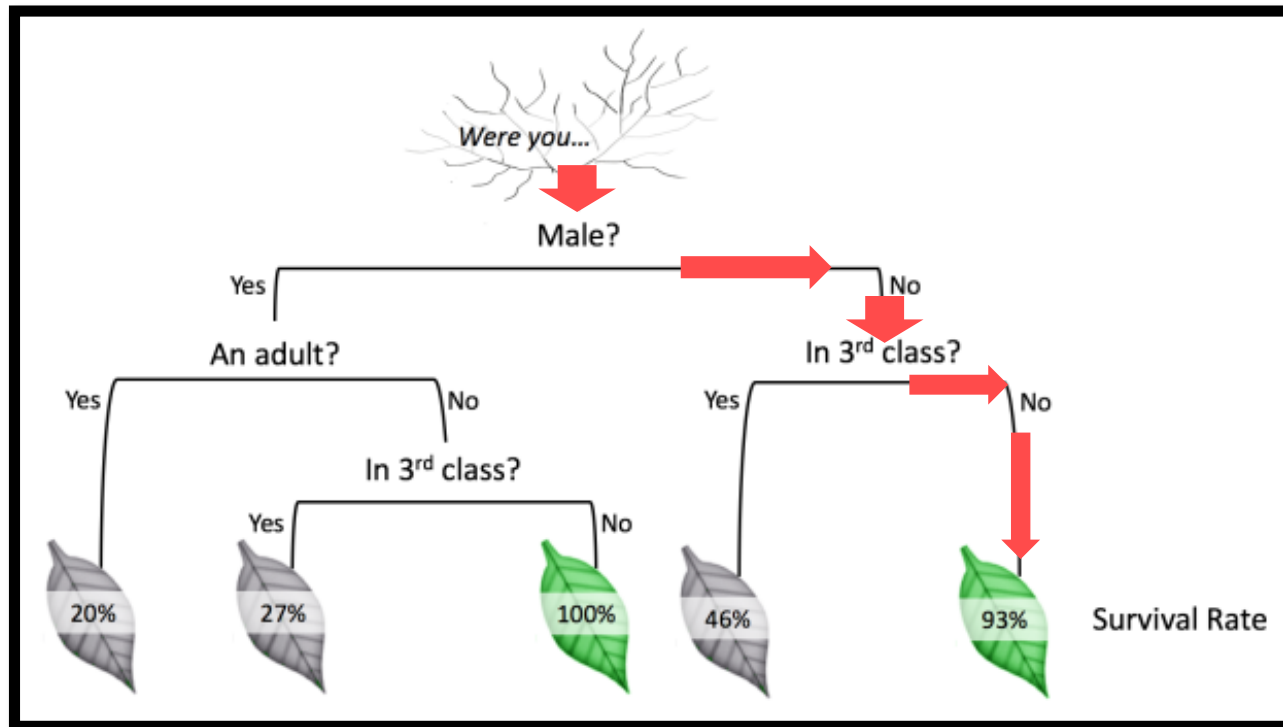 Were you...
Male?
Yes
No
An adult?
In 3rd class?
Yes
No
Yes
No
In 3rd class?
Yes
No
20%
27%
100%
46%
93%
Survival Rate